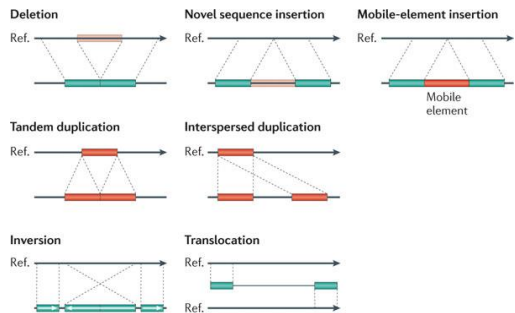 Deletion
Ref.
Novel sequence insertion
Ref.
Mobile-element insertion
Ref.
Mobile
element
Tandem duplication
Ref.
Interspersed duplication
Ref.
Inversion
Ref.
Translocation
Ref.
Ref.